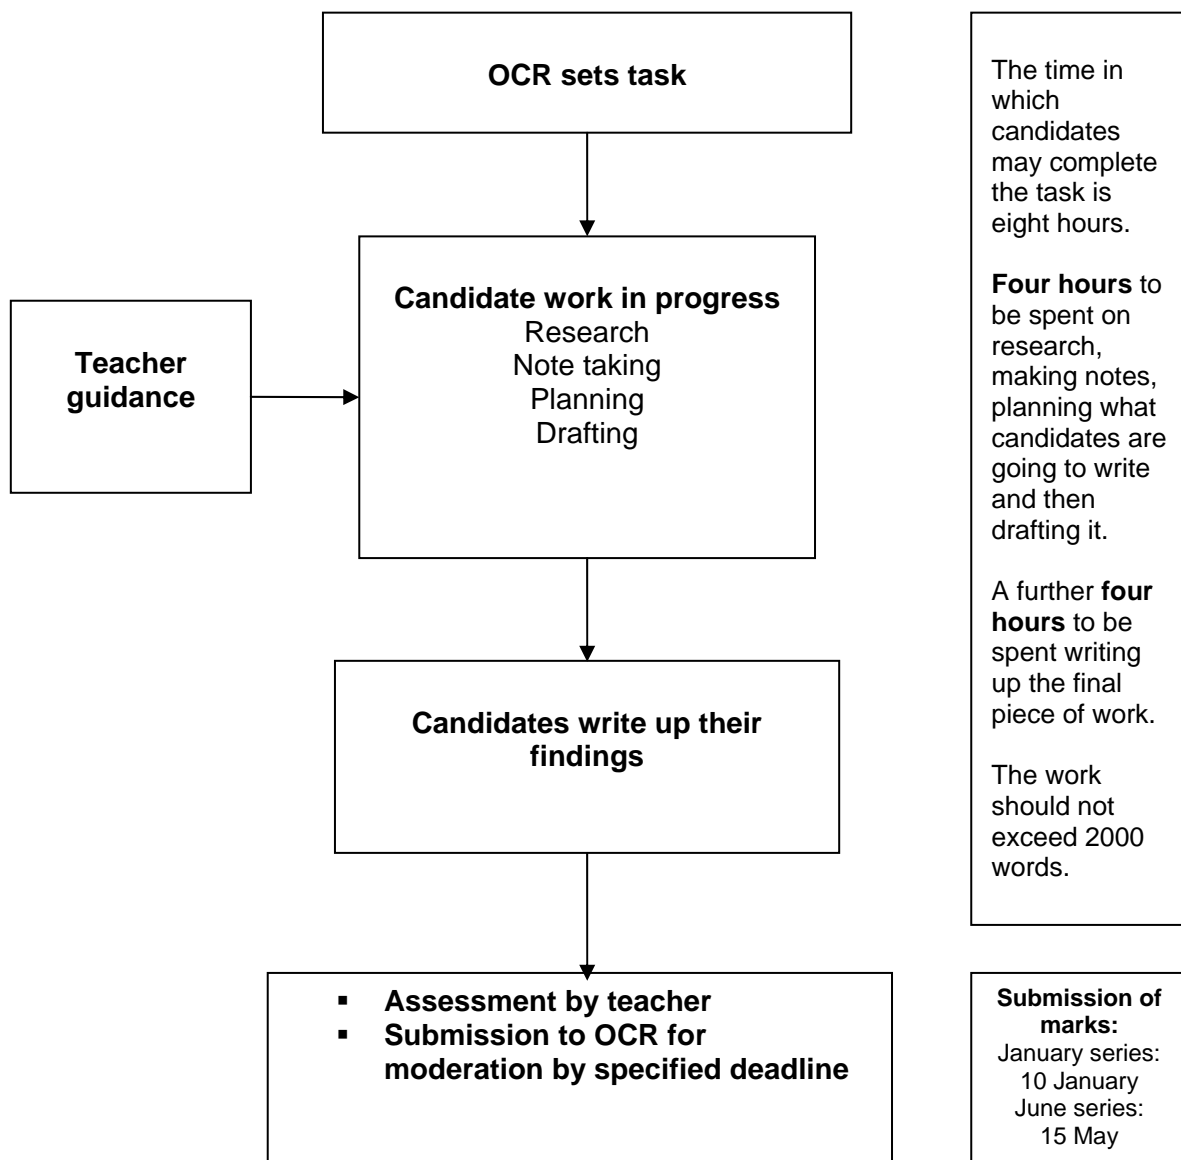 OCR sets task
Teacher
guidance
Candidate work in progress
Research
Note taking
Planning
Drafting
Candidates write up their
findings
▪ Assessment by teacher
▪ Submission to OCR for
moderation by specified deadline
The time in
which
candidates
may complete
the task is
eight hours.
Four hours to
be spent on
research,
making notes,
planning what
candidates are
going to write
and then
drafting it.
A further four
hours to be
spent writing
up the final
piece of work.
The work
should not
exceed 2000
words.
Submission of
marks:
January series:
10 January
June series:
15 May